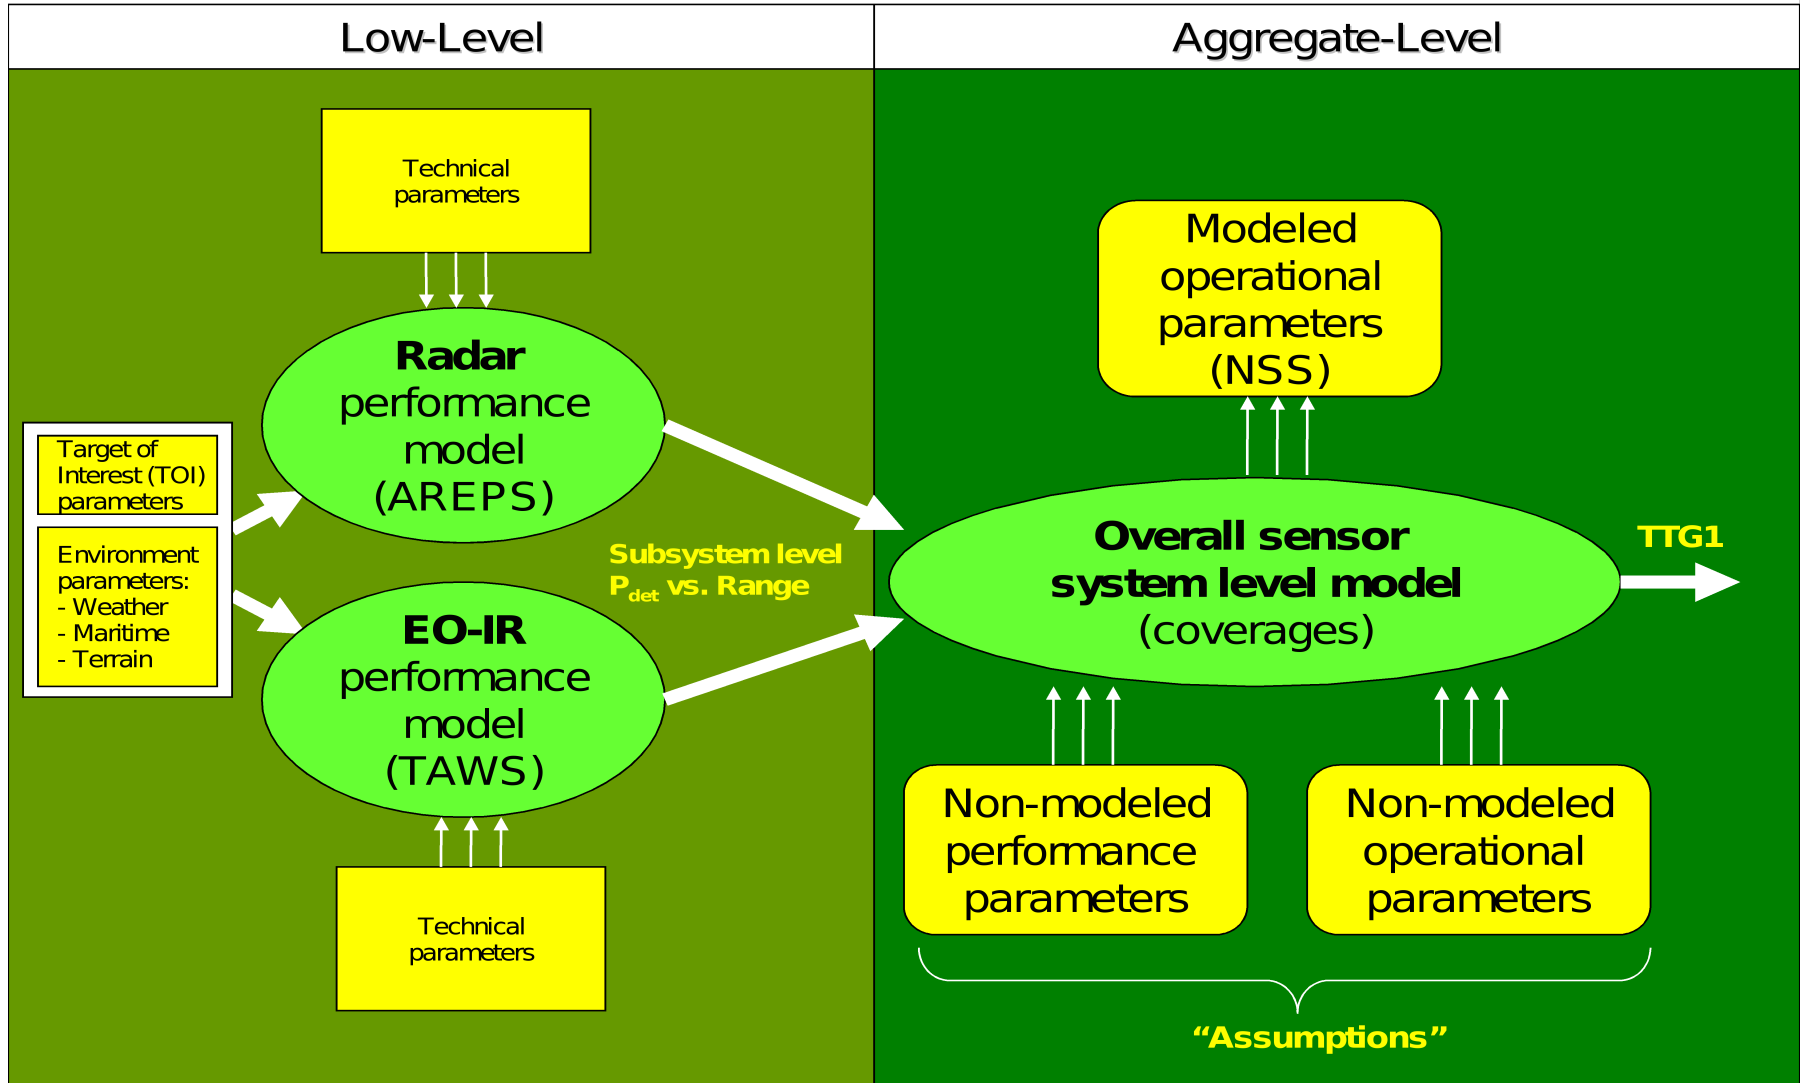 Low-Level
Aggregate-Level
Technical
parameters
Radar
performance
model
(AREPS)
Target of
Interest (TOI)
parameters
Environment
parameters:
- Weather
- Maritime
- Terrain
EO-IR
performance
model
(TAWS)
Technical
parameters
Subsystem level
Pdet vs. Range
Modeled
operational
parameters
(NSS)
Overall sensor
system level model
(coverages)
TTG1
Non-modeled
performance
parameters
Non-modeled
operational
parameters
“Assumptions”